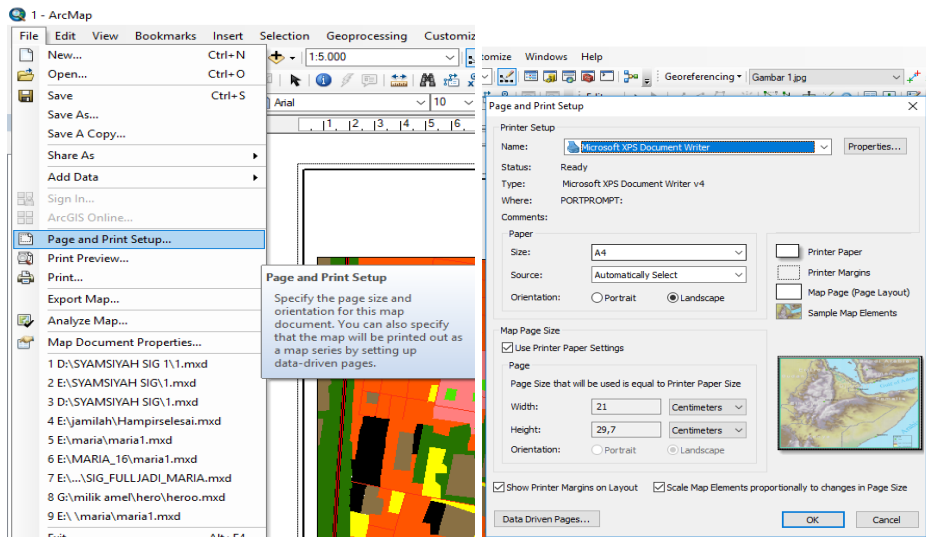 1 - ArcMap
File Edit View Bookmarks Insert Selection Geoprocessing Customiz
New... Ctrl+N
Open... Ctrl+O
Save Ctrl+S
Save As...
Save A Copy...
Share As
Add Data
Sign In...
ArcGIS Online...
Page and Print Setup...
Print Preview...
Print...
Export Map...
Analyze Map...
Map Document Properties...
1 D:\SYAMSIYAH SIG 1\1.mxd
2 E:\SYAMSIYAH SIG\1.mxd
3 D:\SYAMSIYAH SIG\1.mxd
4 E:\jamilah\Hampirselesai.mxd
5 E:\maria\maria1.mxd
6 E:\MARIA_16\maria1.mxd
7 E:\...\SIG_FULLJADI_MARIA.mxd
8 G:\milik amel\hero\heroo.mxd
9 E:\ \maria\maria1.mxd
1:5.000
Arial 10
1 2 3 4 5 6
Page and Print Setup
Specify the page size and
orientation for this map
document. You can also specify
that the map will be printed out as
a map series by setting up
data-driven pages.
tomize Windows Help
Georeferencing Gambar 1.jpg
Page and Print Setup
Printer Setup
Name: Microsoft XPS Document Writer Properties...
Status: Ready
Type: Microsoft XPS Document Writer v4
Where: PORTPROMPT:
Comments:
Paper
Size: A4
Source: Automatically Select
Orientation: Portrait Landscape
Printer Paper
Printer Margins
Map Page (Page Layout)
Sample Map Elements
Map Page Size
Use Printer Paper Settings
Page
Page Size that will be used is equal to Printer Paper Size
Width: 21 Centimeters
Height: 29,7 Centimeters
Orientation: Portrait Landscape
Show Printer Margins on Layout Scale Map Elements proportionally to changes in Page Size
Data Driven Pages... OK Cancel